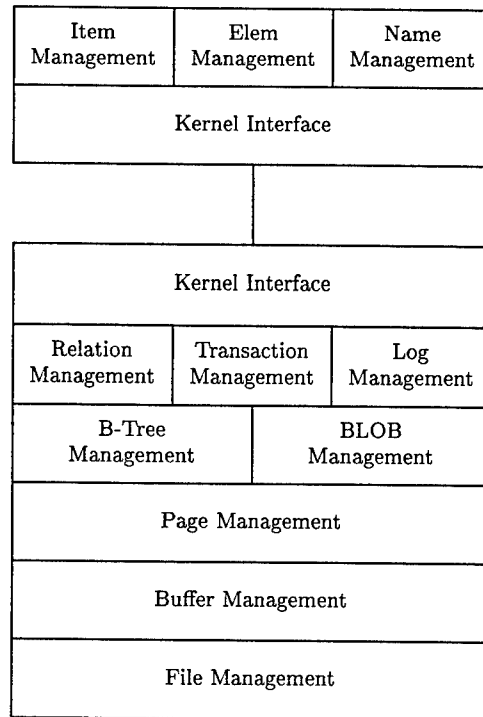 Item
Management
Elem
Management
Name
Management
Kernel Interface
Kernel Interface
Relation
Management
Transaction
Management
Log
Management
B-Tree
Management
BLOB
Management
Page Management
Buffer Management
File Management